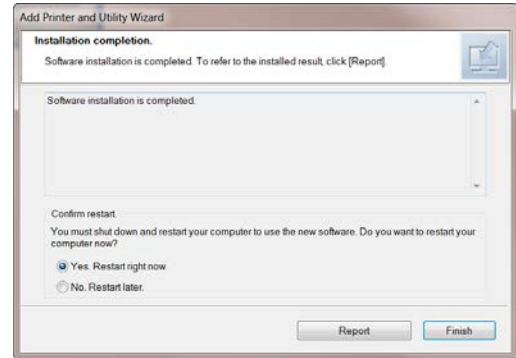 Add Printer and Utility Wizard
Installation completion.
Software installation is completed. To refer to the installed result, click [Report].
Software installation is completed.
Confirm restart.
You must shut down and restart your computer to use the new software. Do you want to restart your
computer now?
Yes. Restart right now.
No. Restart later.
Report
Finish